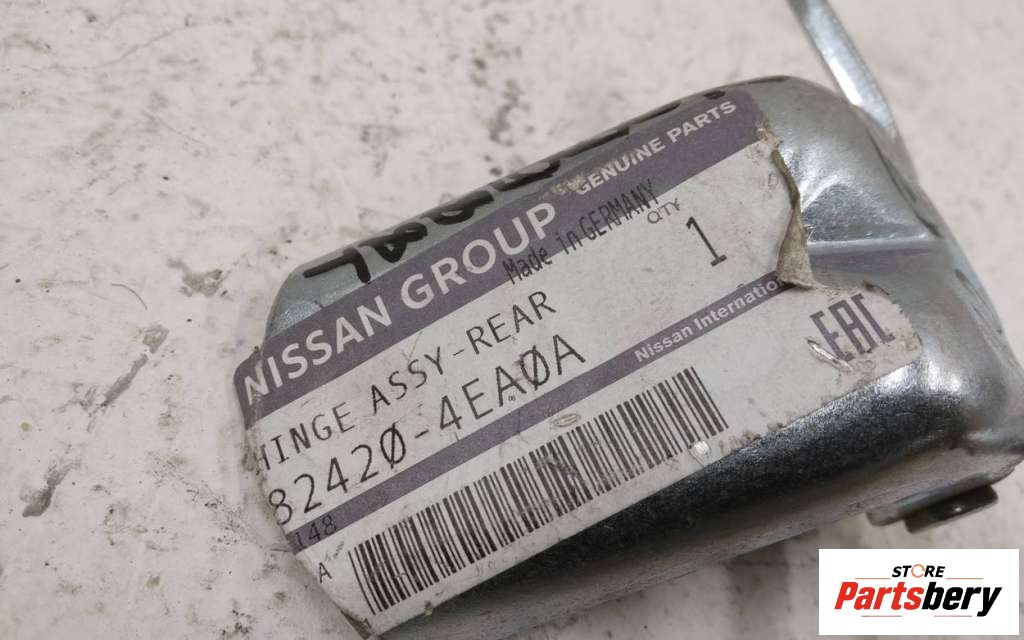 NISSAN GROUP GENUINE PARTS
Made in GERMANY
HINGE ASSY-REAR
QTY
1
82420-4EA0A
Nissan Internatio
148
A
EAC
STORE
Partsbery